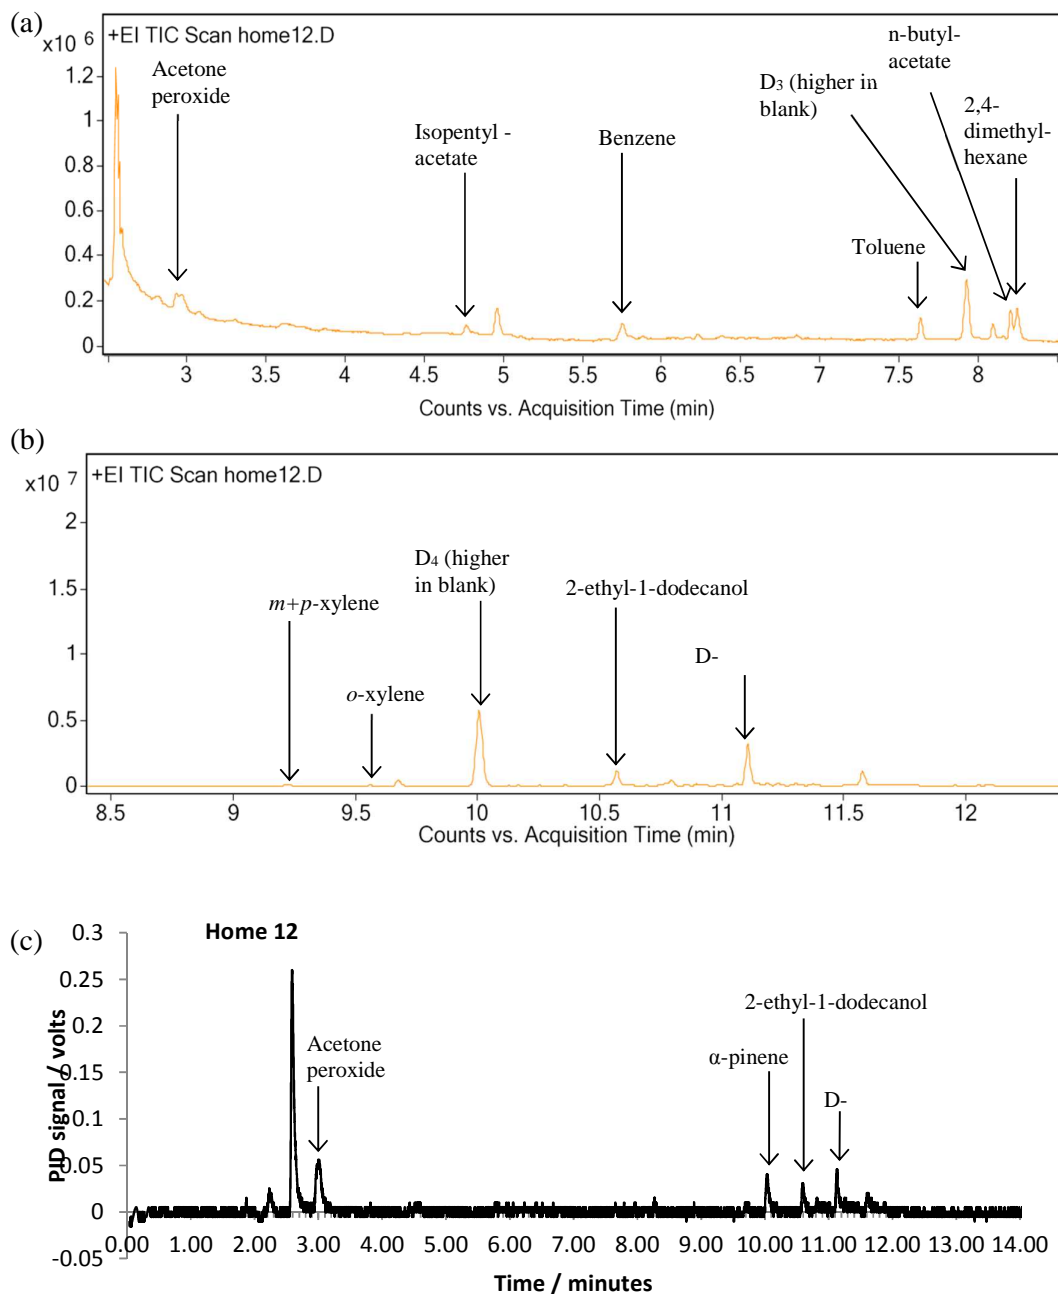 (a)
+EI TIC Scan home12.D
x10 6
Acetone
peroxide
Isopentyl -
acetate
Benzene
Toluene
D3 (higher in
blank)
n-butyl-
acetate
2,4-
dimethyl-
hexane
1.2
1
0.8
0.6
0.4
0.2
0
3 3.5 4 4.5 5 5.5 6 6.5 7 7.5 8
Counts vs. Acquisition Time (min)
(b)
+EI TIC Scan home12.D
x10 7
m+p-xylene
o-xylene
D4 (higher
in blank)
2-ethyl-1-dodecanol
D-
2
1.5
1
0.5
0
8.5 9 9.5 10 10.5 11 11.5 12
Counts vs. Acquisition Time (min)
(c)
Home 12
PID signal / volts
Acetone
peroxide
α-pinene
2-ethyl-1-dodecanol
D-
0.3
0.25
0.2
0.15
0.1
0.05
0
-0.05
0.00 1.00 2.00 3.00 4.00 5.00 6.00 7.00 8.00 9.00 10.00 11.00 12.00 13.00 14.00
Time / minutes